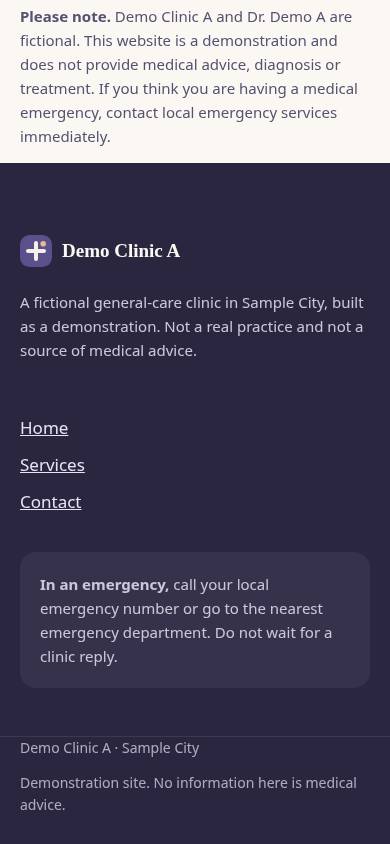 Please note. Demo Clinic A and Dr. Demo A are
fictional. This website is a demonstration and
does not provide medical advice, diagnosis or
treatment. If you think you are having a medical
emergency, contact local emergency services
immediately.
Demo Clinic A
A fictional general-care clinic in Sample City, built
as a demonstration. Not a real practice and not a
source of medical advice.
Home
Services
Contact
In an emergency, call your local
emergency number or go to the nearest
emergency department. Do not wait for a
clinic reply.
Demo Clinic A · Sample City
Demonstration site. No information here is medical
advice.